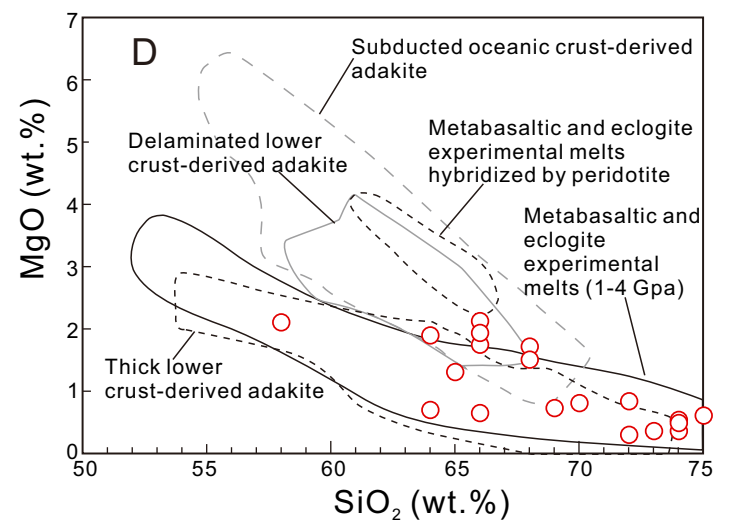 7
D
Subducted oceanic crust-derived
adakite
6
Metabasaltic and eclogite
experimental melts
hybridized by peridotite
5
Delaminated lower
crust-derived adakite
4
Metabasaltic and
eclogite
experimental
melts (1-4 Gpa)
3
2
Thick lower
crust-derived adakite
1
0
MgO (wt.%)
50 55 60 65 70 75
SiO₂ (wt.%)